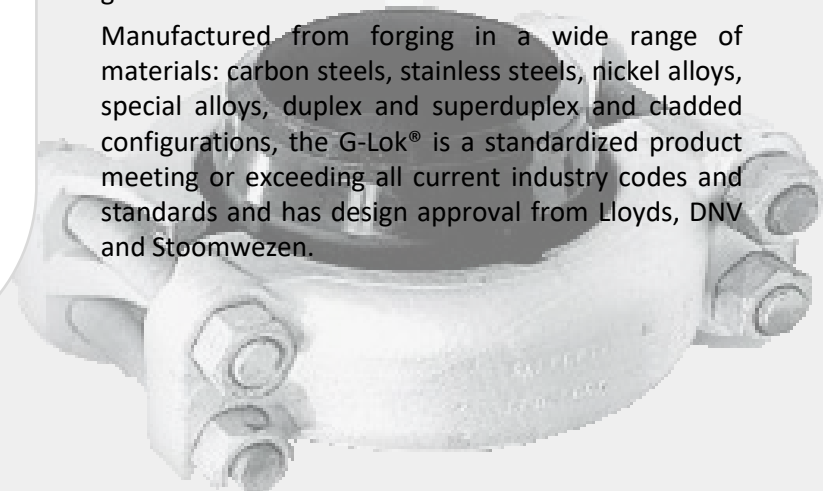 Manufactured from forging in a wide range of
materials: carbon steels, stainless steels, nickel alloys,
special alloys, duplex and superduplex and cladded
configurations, the G-Lok® is a standardized product
meeting or exceeding all current industry codes and
standards and has design approval from Lloyds, DNV
and Stoomwezen.